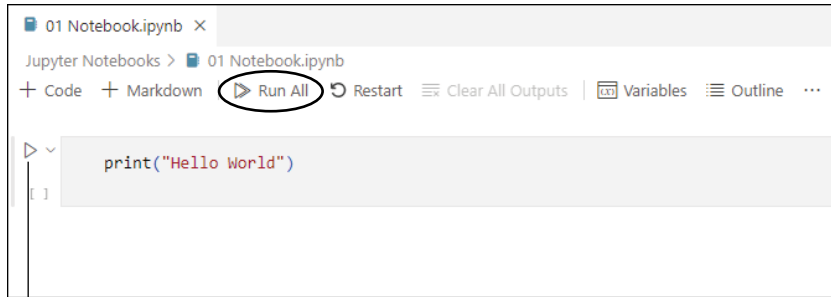 01 Notebook.ipynb
Jupyter Notebooks > 01 Notebook.ipynb
+ Code + Markdown Run All Restart Clear All Outputs Variables Outline ...
print("Hello World")
[ ]